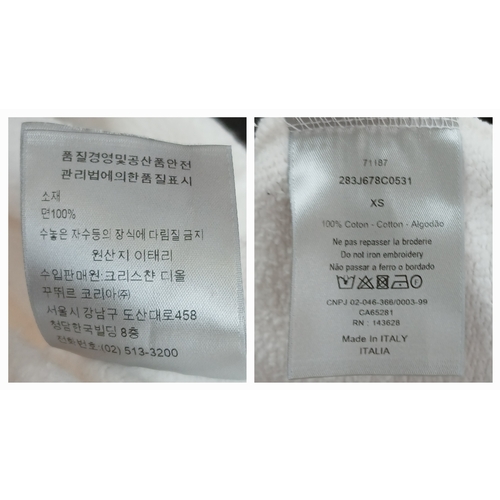 품질경영및공산품안전
관리법에의한품질표시
소재
면100%
수놓은 자수등의 장식에 다림질 금지
원산지 이태리
수입판매원:크리스챤 디올
꾸뛰르 코리아㈜
서울시 강남구 도산대로458
청담한국빌딩 8층
전화번호:(02) 513-3200
71187
283J678C0531
XS
100% Coton - Cotton - Algodão
Ne pas repasser la broderie
Do not iron embroidery
Não passar a ferro o bordado
CNPJ 02-046-366/0003-99
CA65281
RN : 143628
Made In ITALY
ITALIA